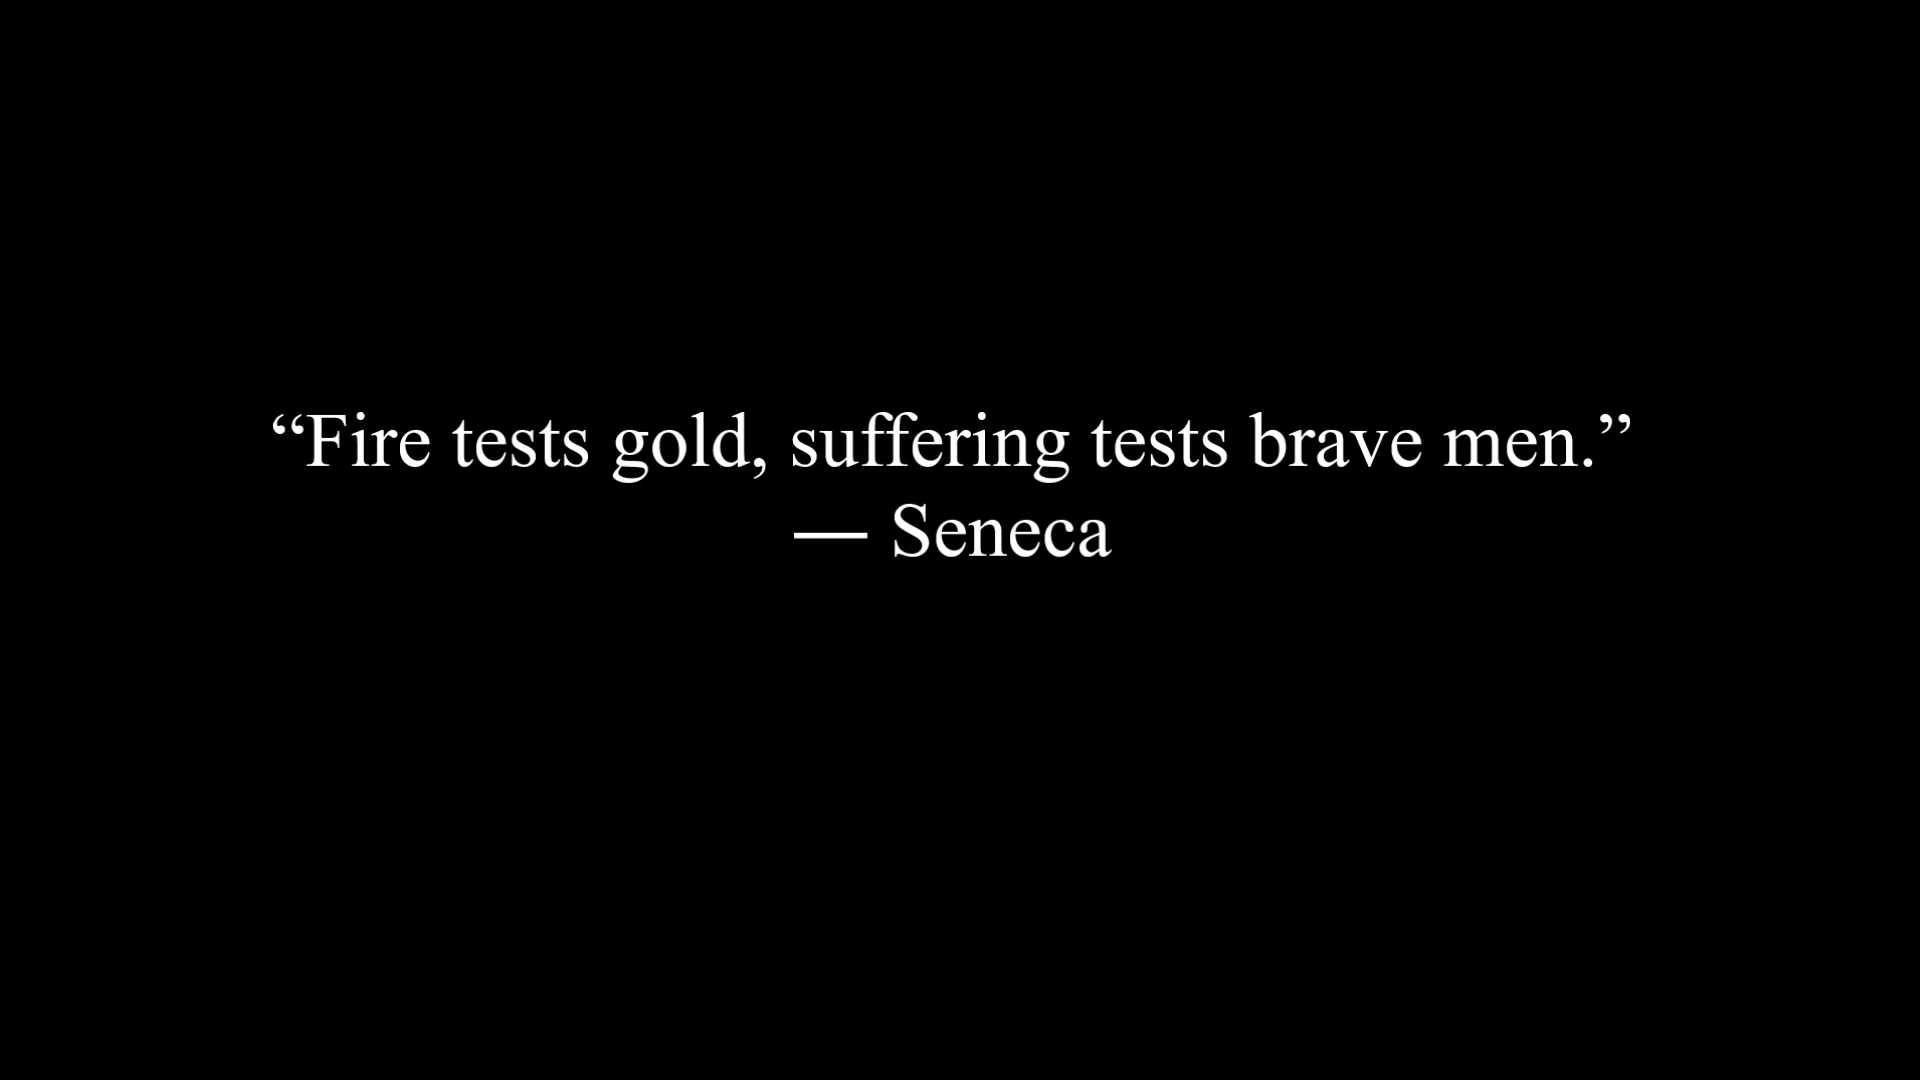 “Fire tests gold, suffering tests brave men.”
— Seneca